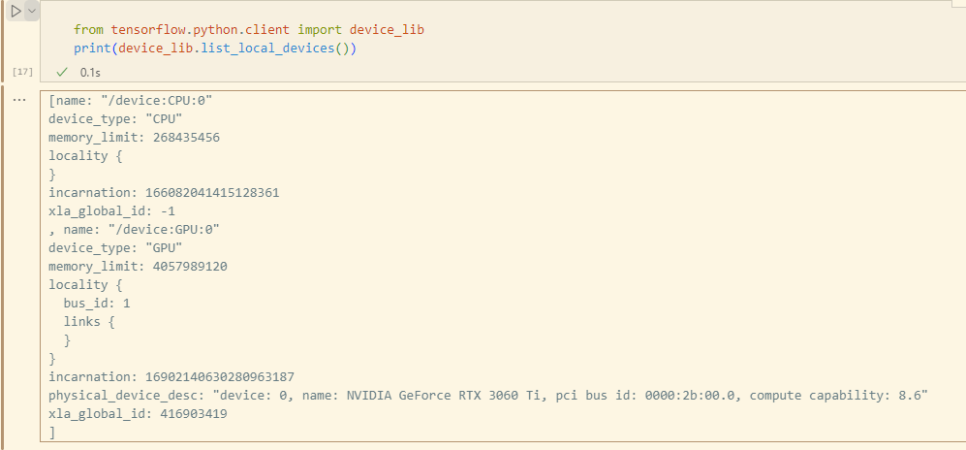 from tensorflow.python.client import device_lib
print(device_lib.list_local_devices())
[17]
0.1s
...
[name: "/device:CPU:0"
device_type: "CPU"
memory_limit: 268435456
locality {
}
incarnation: 166082041415128361
xla_global_id: -1
, name: "/device:GPU:0"
device_type: "GPU"
memory_limit: 4057989120
locality {
  bus_id: 1
  links {
  }
}
incarnation: 16902140630280963187
physical_device_desc: "device: 0, name: NVIDIA GeForce RTX 3060 Ti, pci bus id: 0000:2b:00.0, compute capability: 8.6"
xla_global_id: 416903419
]